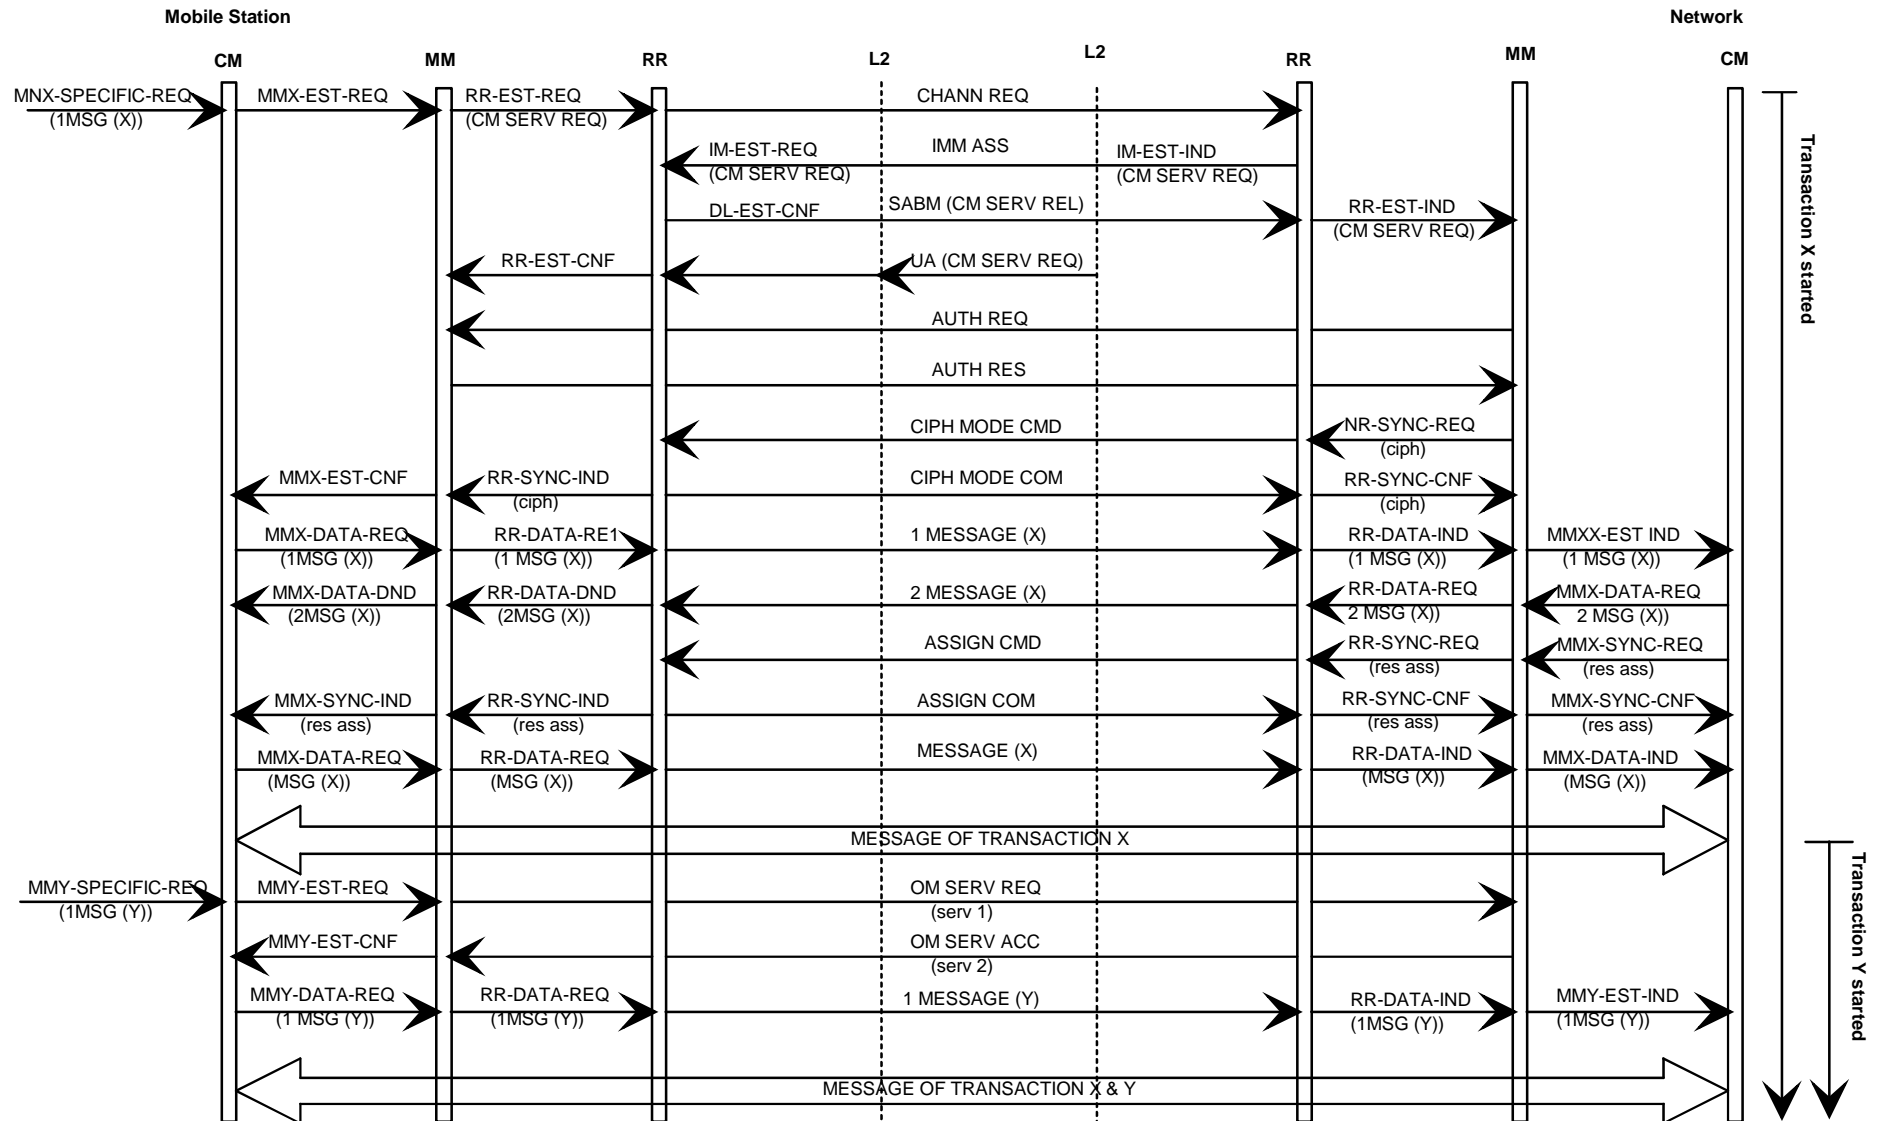 Mobile Station
Network
CM
MM
RR
L2
L2
RR
MM
CM
MNX-SPECIFIC-REQ
(1MSG (X))
MMX-EST-REQ
RR-EST-REQ
(CM SERV REQ)
CHANN REQ
IM-EST-REQ
(CM SERV REQ)
IMM ASS
IM-EST-IND
(CM SERV REQ)
DL-EST-CNF
SABM (CM SERV REL)
RR-EST-IND
(CM SERV REQ)
RR-EST-CNF
UA (CM SERV REQ)
AUTH REQ
AUTH RES
CIPH MODE CMD
NR-SYNC-REQ
(ciph)
MMX-EST-CNF
RR-SYNC-IND
(ciph)
CIPH MODE COM
RR-SYNC-CNF
(ciph)
MMX-DATA-REQ
(1MSG (X))
RR-DATA-RE1
(1 MSG (X))
1 MESSAGE (X)
RR-DATA-IND
(1 MSG (X))
MMXX-EST IND
(1 MSG (X))
MMX-DATA-DND
(2MSG (X))
RR-DATA-DND
(2MSG (X))
2 MESSAGE (X)
RR-DATA-REQ
2 MSG (X))
MMX-DATA-REQ
2 MSG (X))
ASSIGN CMD
RR-SYNC-REQ
(res ass)
MMX-SYNC-REQ
(res ass)
MMX-SYNC-IND
(res ass)
RR-SYNC-IND
(res ass)
ASSIGN COM
RR-SYNC-CNF
(res ass)
MMX-SYNC-CNF
(res ass)
MMX-DATA-REQ
(MSG (X))
RR-DATA-REQ
(MSG (X))
MESSAGE (X)
RR-DATA-IND
(MSG (X))
MMX-DATA-IND
(MSG (X))
MESSAGE OF TRANSACTION X
MMY-SPECIFIC-REQ
(1MSG (Y))
MMY-EST-REQ
OM SERV REQ
(serv 1)
MMY-EST-CNF
OM SERV ACC
(serv 2)
MMY-DATA-REQ
(1 MSG (Y))
RR-DATA-REQ
(1MSG (Y))
1 MESSAGE (Y)
RR-DATA-IND
(1MSG (Y))
MMY-EST-IND
(1MSG (Y))
MESSAGE OF TRANSACTION X & Y
Transaction X started
Transaction Y started